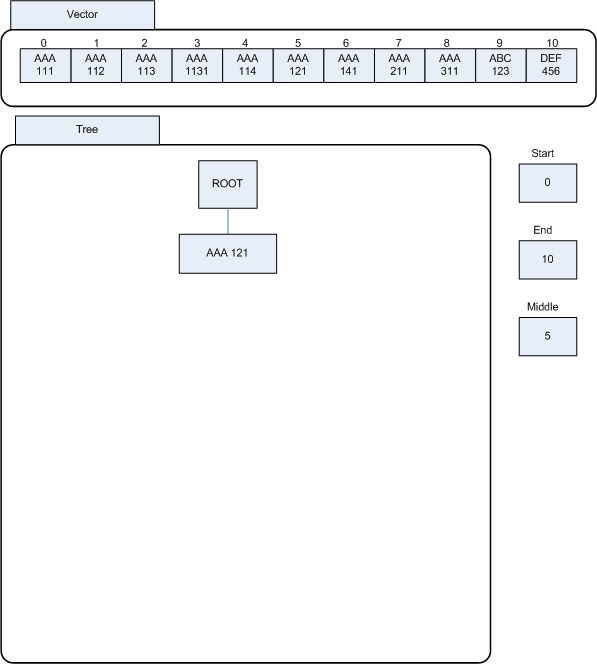 Vector
0 1 2 3 4 5 6 7 8 9 10
AAA AAA AAA AAA AAA AAA AAA AAA AAA ABC DEF
111 112 113 1131 114 121 141 211 311 123 456
Tree
Start
ROOT
0
End
AAA 121
10
Middle
5